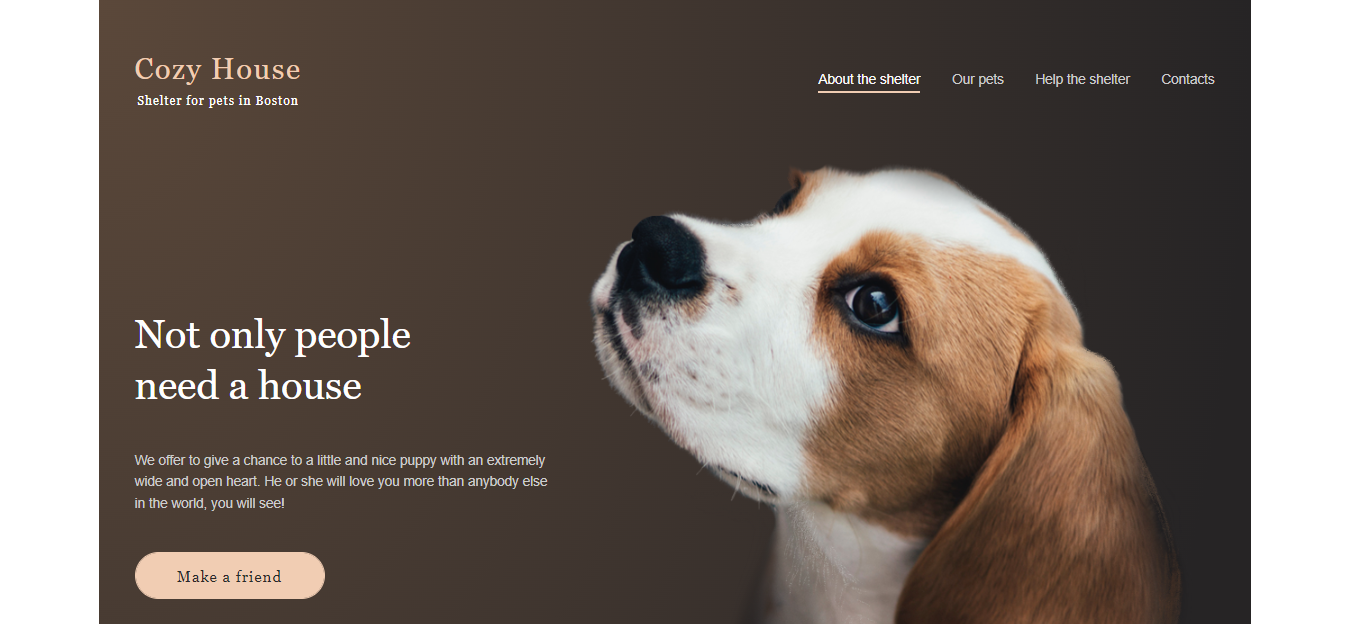 Cozy House
Shelter for pets in Boston
About the shelter
Our pets
Help the shelter
Contacts
Not only people
need a house
We offer to give a chance to a little and nice puppy with an extremely
wide and open heart. He or she will love you more than anybody else
in the world, you will see!
Make a friend